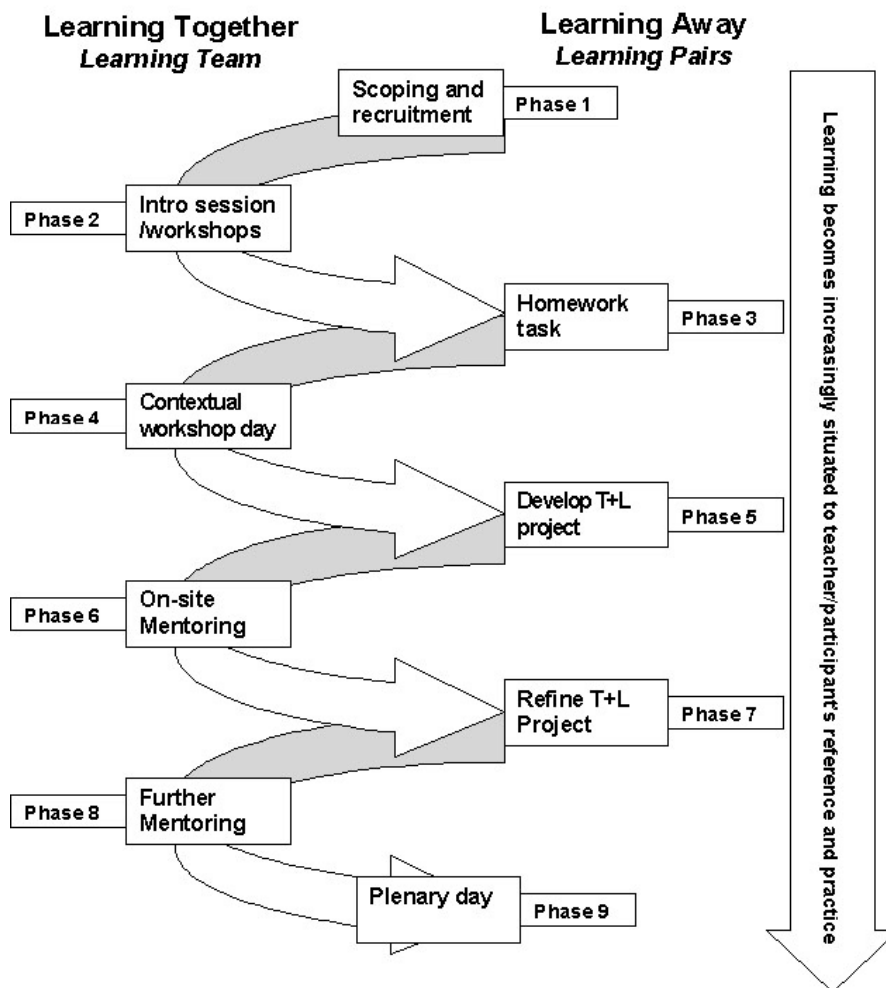 Learning Together
Learning Team
Learning Away
Learning Pairs
Scoping and
recruitment
Phase 1
Phase 2
Intro session
/workshops
Homework
task
Phase 3
Phase 4
Contextual
workshop day
Develop T+L
project
Phase 5
Phase 6
On-site
Mentoring
Refine T+L
Project
Phase 7
Phase 8
Further
Mentoring
Plenary day
Phase 9
Learning becomes increasingly situated to teacher/participant's reference and practice